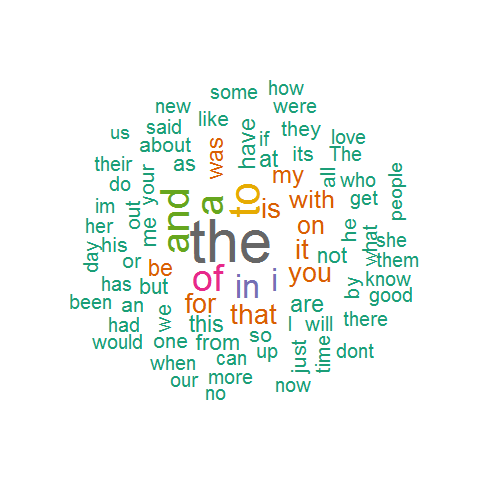 some how
new were
us said like have if they love
about was at its The
their as my all who people
do your is with get
im out and a to on he what she
her me the it not them
day his of in i you by know
or be for that are good
has but
been an we this I will there
had
would one from so just time dont
when can up
our more now
no